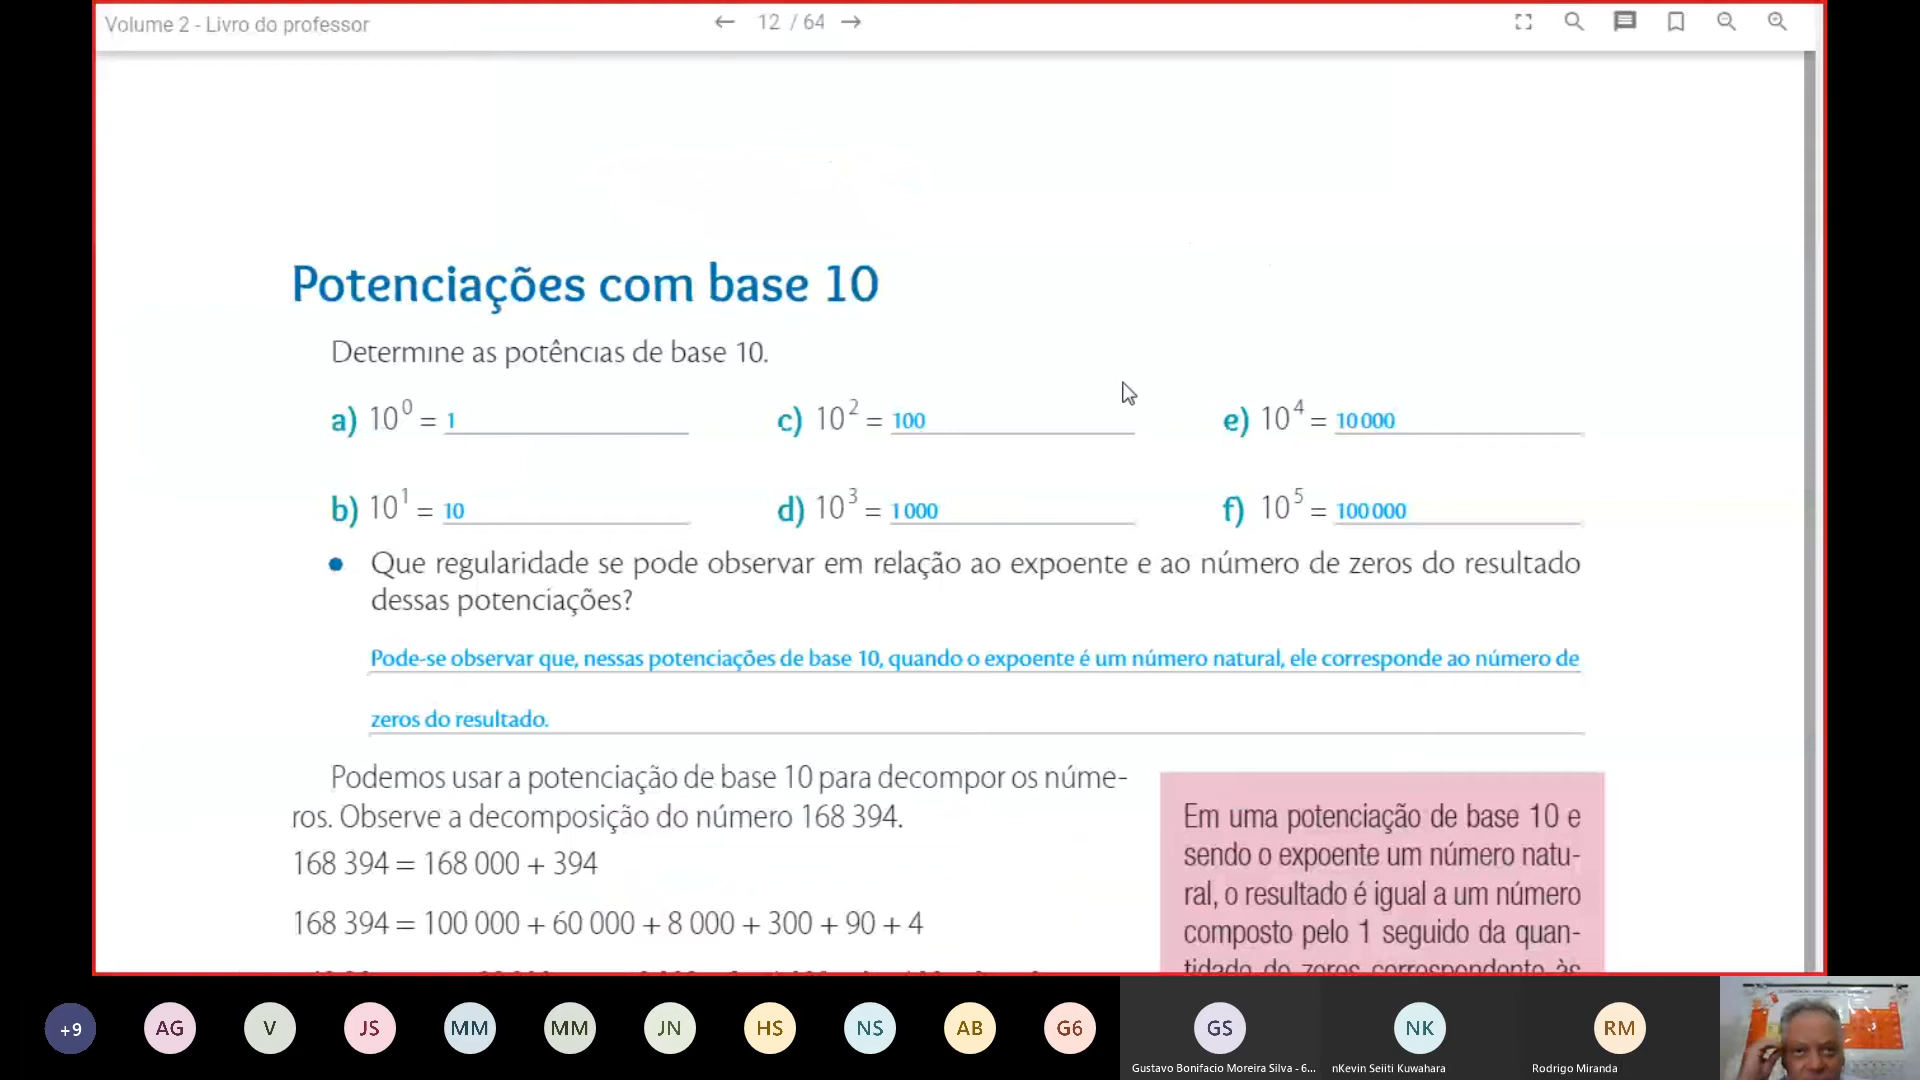 Volume 2 - Livro do professor
12 / 64
Potenciações com base 10
Determine as potências de base 10.
a) 10⁰ = 1
c) 10² = 100
e) 10⁴ = 10 000
b) 10¹ = 10
d) 10³ = 1 000
f) 10⁵ = 100 000
• Que regularidade se pode observar em relação ao expoente e ao número de zeros do resultado
dessas potenciações?
Pode-se observar que, nessas potenciações de base 10, quando o expoente é um número natural, ele corresponde ao número de
zeros do resultado.
Podemos usar a potenciação de base 10 para decompor os núme-
ros. Observe a decomposição do número 168 394.
168 394 = 168 000 + 394
168 394 = 100 000 + 60 000 + 8 000 + 300 + 90 + 4
Em uma potenciação de base 10 e
sendo o expoente um número natu-
ral, o resultado é igual a um número
composto pelo 1 seguido da quan-
tidade de zeros correspondente às
+9
AG
V
JS
MM
MM
JN
HS
NS
AB
G6
GS
NK
RM
Gustavo Bonifacio Moreira Silva - 6...
nKevin Seiiti Kuwahara
Rodrigo Miranda